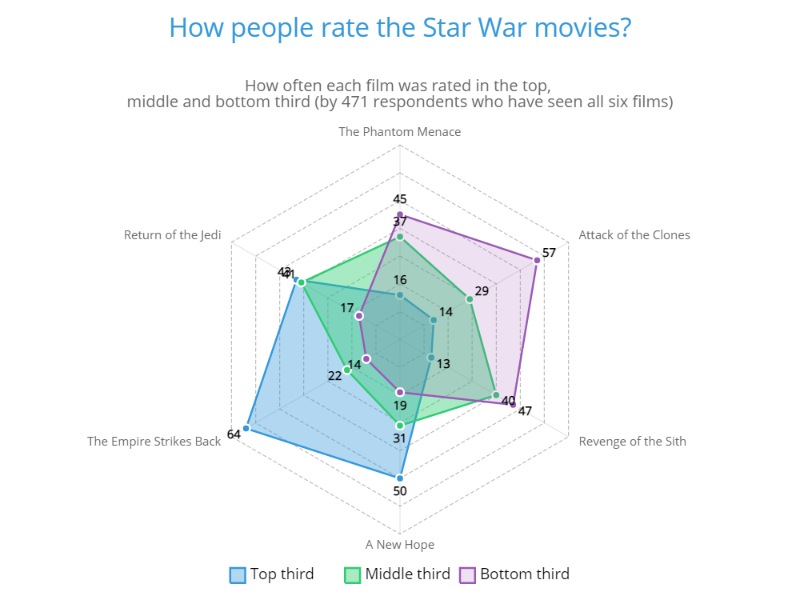 How people rate the Star War movies?
How often each film was rated in the top,
middle and bottom third (by 471 respondents who have seen all six films)
The Phantom Menace
45
37
Return of the Jedi
Attack of the Clones
57
43
41
16
29
17
14
14
13
22
40
19
47
31
64
The Empire Strikes Back
Revenge of the Sith
50
A New Hope
Top third
Middle third
Bottom third